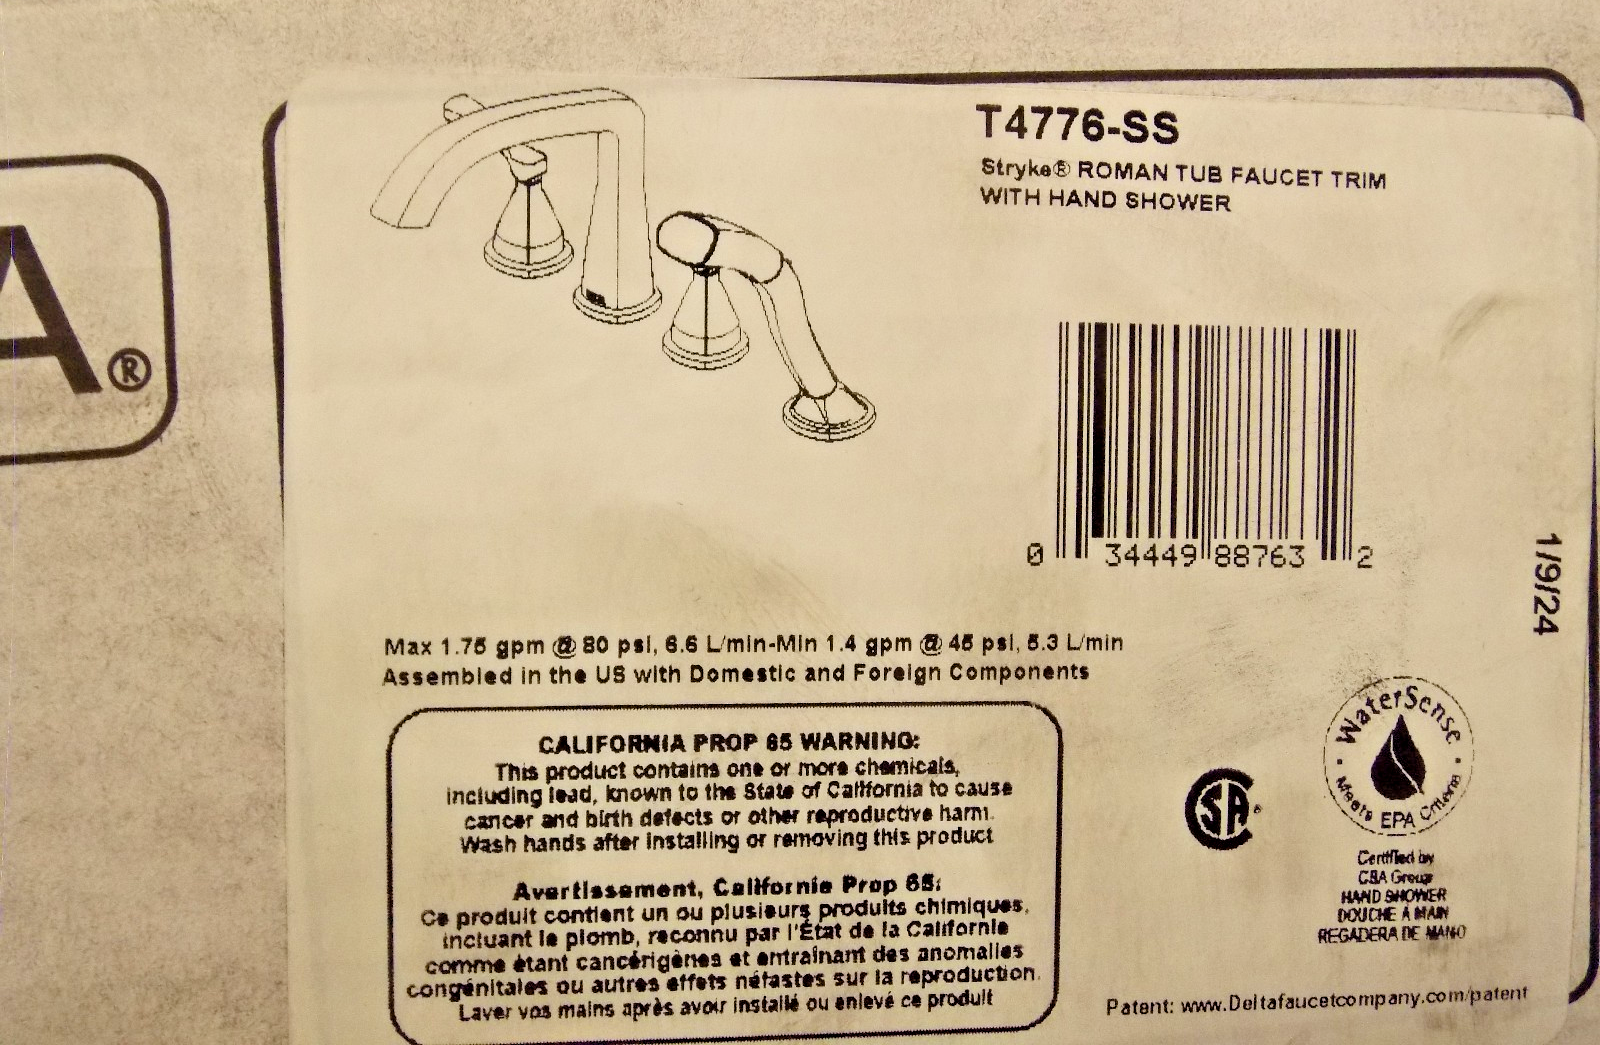 A®
T4776-SS
Stryke® ROMAN TUB FAUCET TRIM
WITH HAND SHOWER
0 34449 88763 2
1/9/24
Max 1.75 gpm @ 80 psi, 6.6 L/min-Min 1.4 gpm @ 45 psi, 5.3 L/min
Assembled in the US with Domestic and Foreign Components
CALIFORNIA PROP 65 WARNING:
This product contains one or more chemicals,
including lead, known to the State of California to cause
cancer and birth defects or other reproductive harm.
Wash hands after installing or removing this product
Avertissement, Californie Prop 65:
Ce produit contient un ou plusieurs produits chimiques,
incluant le plomb, reconnu par l'État de la Californie
comme étant cancérigènes et entraînant des anomalies
congénitales ou autres effets néfastes sur la reproduction.
Laver vos mains après avoir installé ou enlevé ce produit
CSA®
WaterSense
Meets EPA Criteria
Certified by
CSA Group
HAND SHOWER
DOUCHE À MAIN
REGADERA DE MANO
Patent: www.Deltafaucetcompany.com/patent